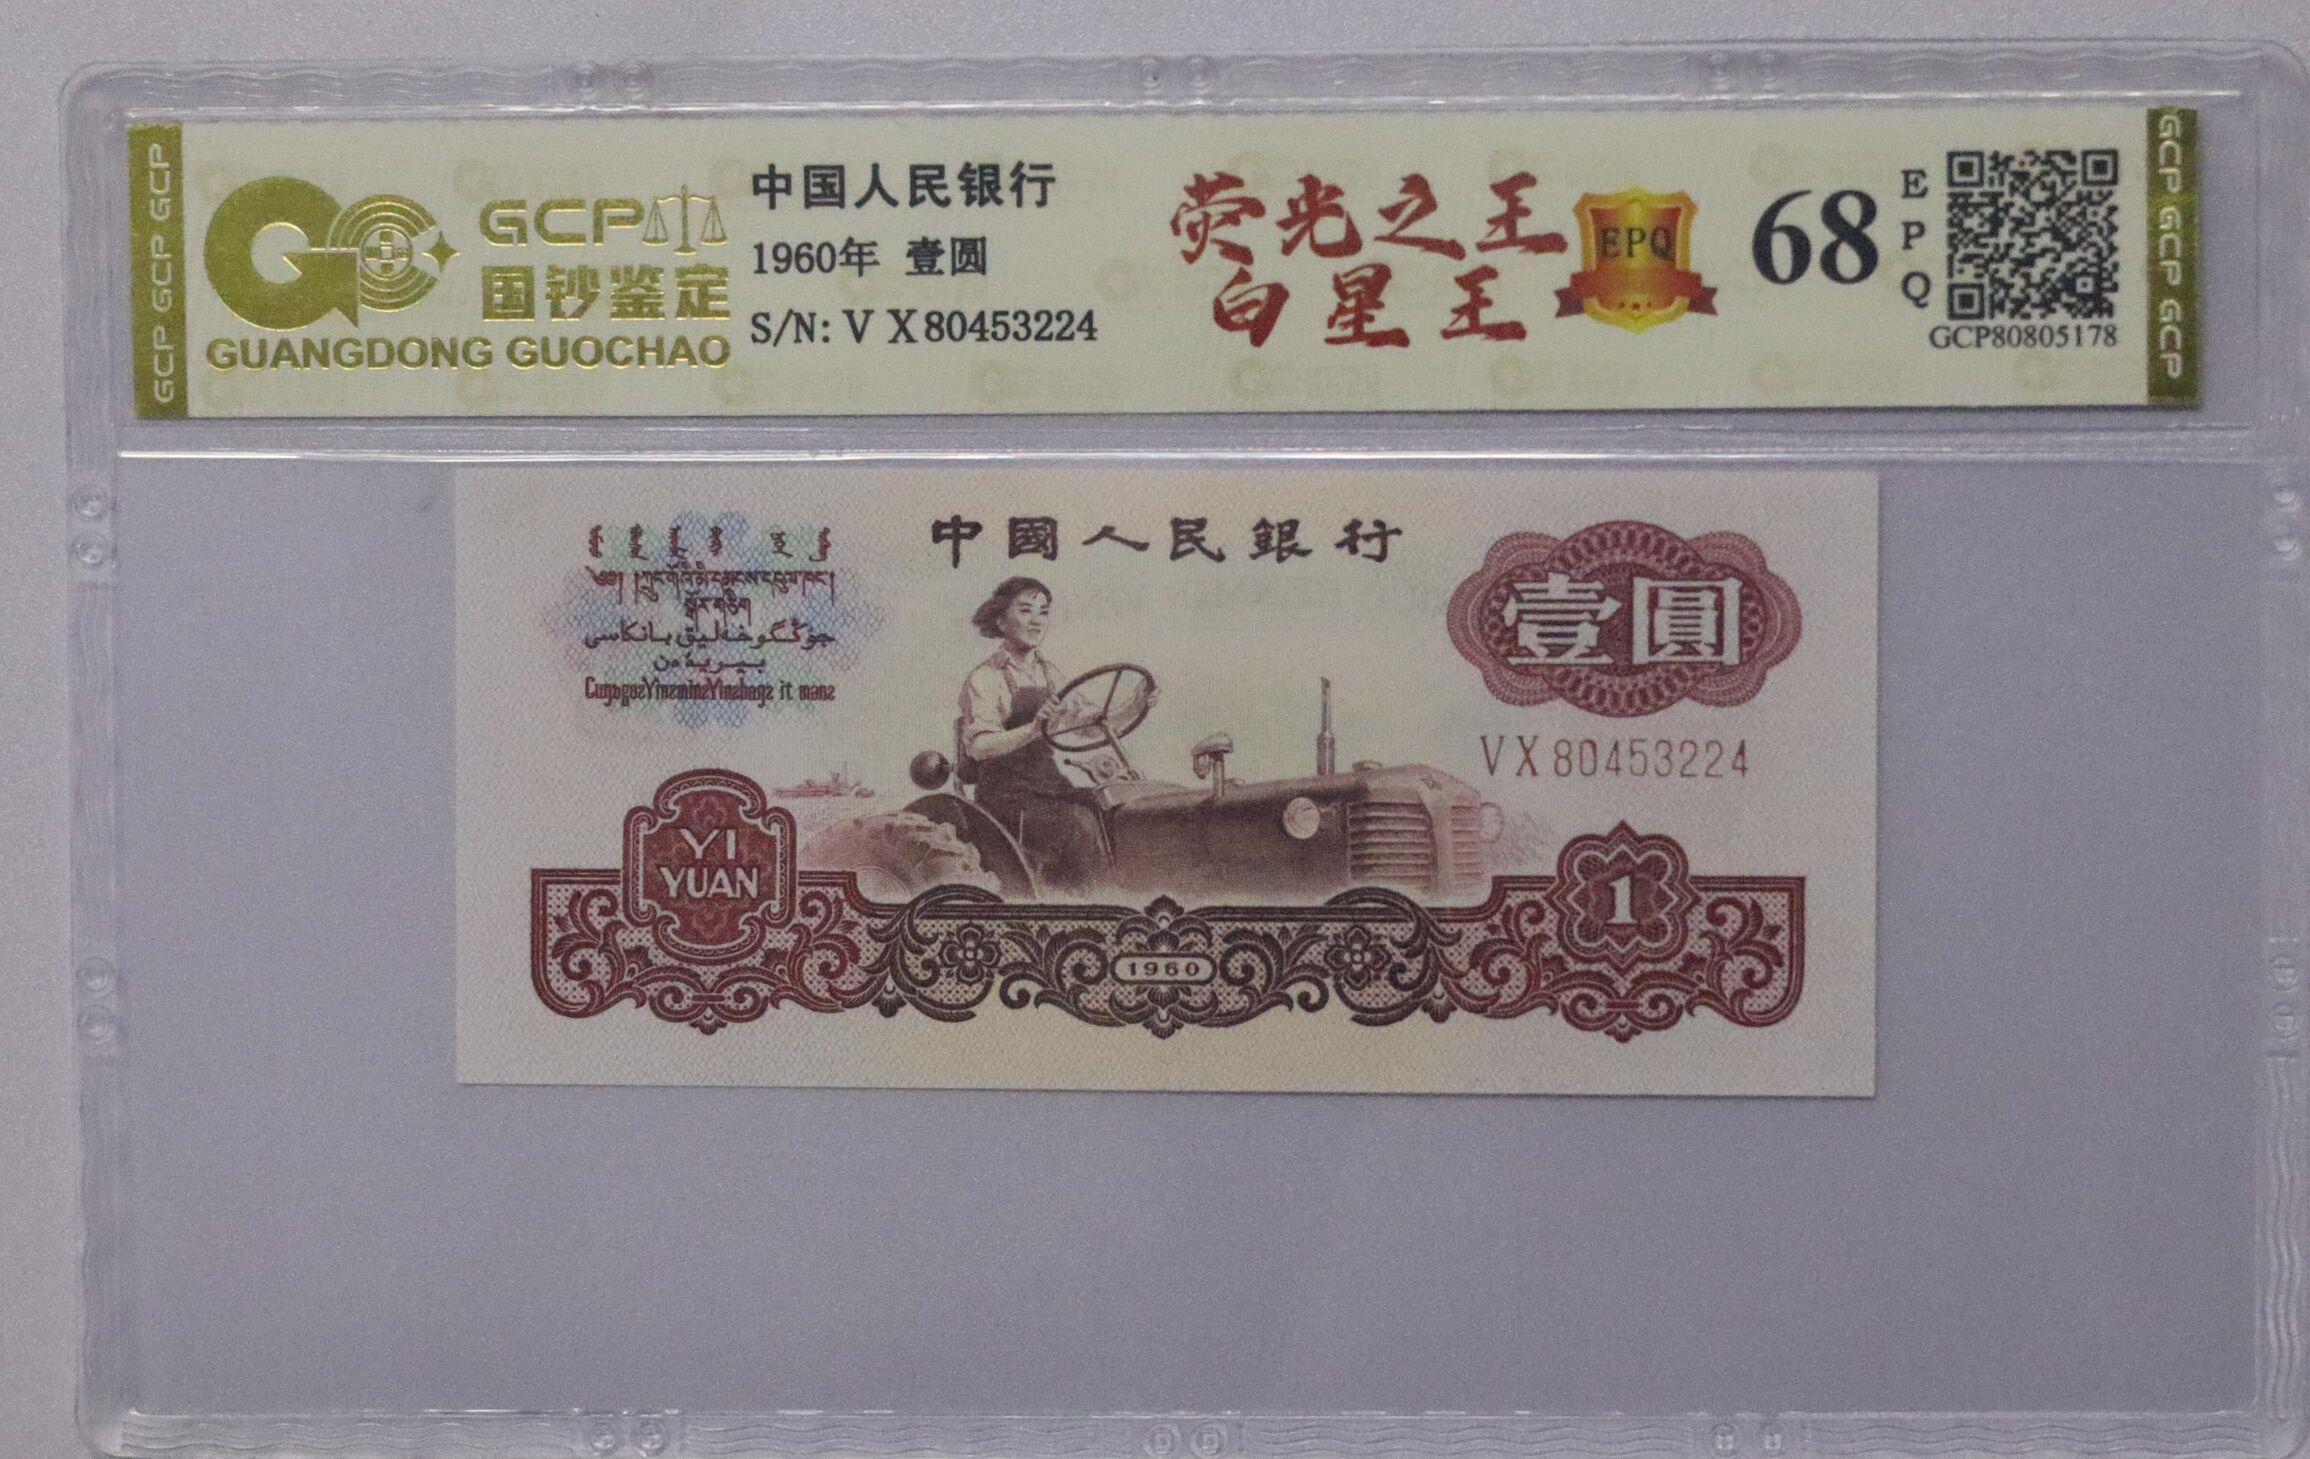 GCP
国钞鉴定
GUANGDONG GUOCHAO
中国人民银行
1960年 壹圆
S/N: V X80453224
荧光之王
白星王
EPQ
68
EPQ
GCP80805178
GCP GCP GCP
GCP GCP GCP
中國人民銀行
壹圓
VX80453224
YI
YUAN
1960
1